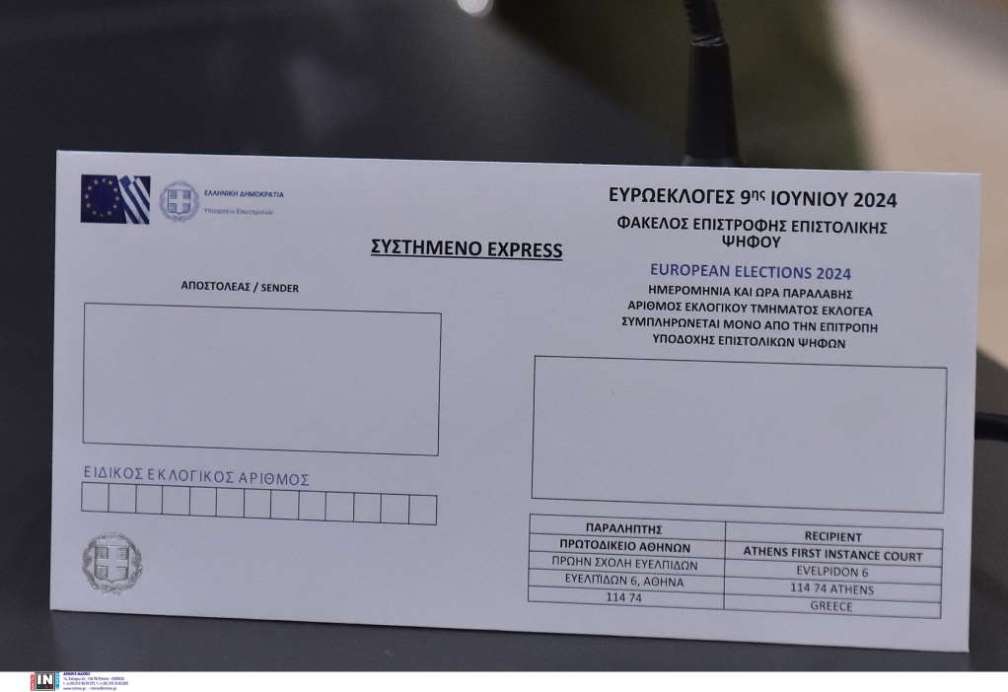 ΕΛΛΗΝΙΚΗ ΔΗΜΟΚΡΑΤΙΑ
Υπουργείο Εσωτερικών
ΣΥΣΤΗΜΕΝΟ EXPRESS
ΑΠΟΣΤΟΛΕΑΣ / SENDER
ΕΙΔΙΚΟΣ ΕΚΛΟΓΙΚΟΣ ΑΡΙΘΜΟΣ
ΕΥΡΩΕΚΛΟΓΕΣ 9ης ΙΟΥΝΙΟΥ 2024
ΦΑΚΕΛΟΣ ΕΠΙΣΤΡΟΦΗΣ ΕΠΙΣΤΟΛΙΚΗΣ
ΨΗΦΟΥ
EUROPEAN ELECTIONS 2024
ΗΜΕΡΟΜΗΝΙΑ ΚΑΙ ΩΡΑ ΠΑΡΑΛΑΒΗΣ
ΑΡΙΘΜΟΣ ΕΚΛΟΓΙΚΟΥ ΤΜΗΜΑΤΟΣ ΕΚΛΟΓΕΑ
ΣΥΜΠΛΗΡΩΝΕΤΑΙ ΜΟΝΟ ΑΠΟ ΤΗΝ ΕΠΙΤΡΟΠΗ
ΥΠΟΔΟΧΗΣ ΕΠΙΣΤΟΛΙΚΩΝ ΨΗΦΩΝ
ΠΑΡΑΛΗΠΤΗΣ RECIPIENT
ΠΡΩΤΟΔΙΚΕΙΟ ΑΘΗΝΩΝ ATHENS FIRST INSTANCE COURT
ΠΡΩΗΝ ΣΧΟΛΗ ΕΥΕΛΠΙΔΩΝ EVELPIDON 6
ΕΥΕΛΠΙΔΩΝ 6, ΑΘΗΝΑ 114 74 ATHENS
114 74 GREECE
IN